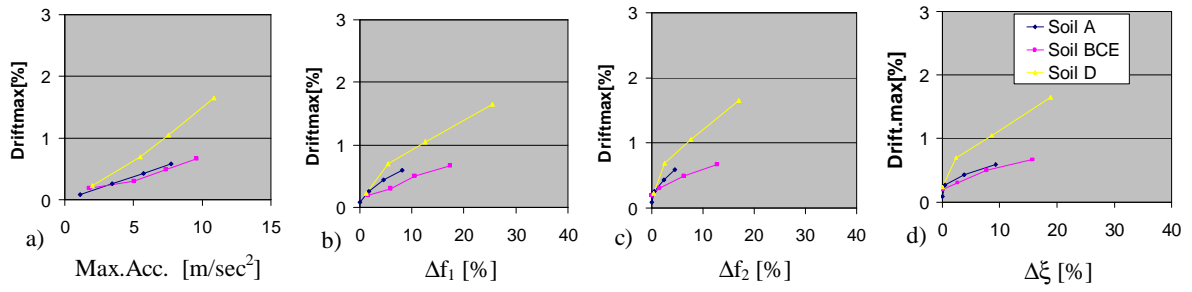 3
2
1
0
Driftmax[%]
0 5 10 15
a)
Max.Acc. [m/sec²]
3
2
1
0
Driftmax[%]
0 10 20 30 40
b)
Δf₁ [%]
3
2
1
0
Driftmax[%]
0 10 20 30 40
c)
Δf₂ [%]
3
2
1
0
Drift.max[%]
Soil A
Soil BCE
Soil D
0 10 20 30 40
d)
Δξ [%]